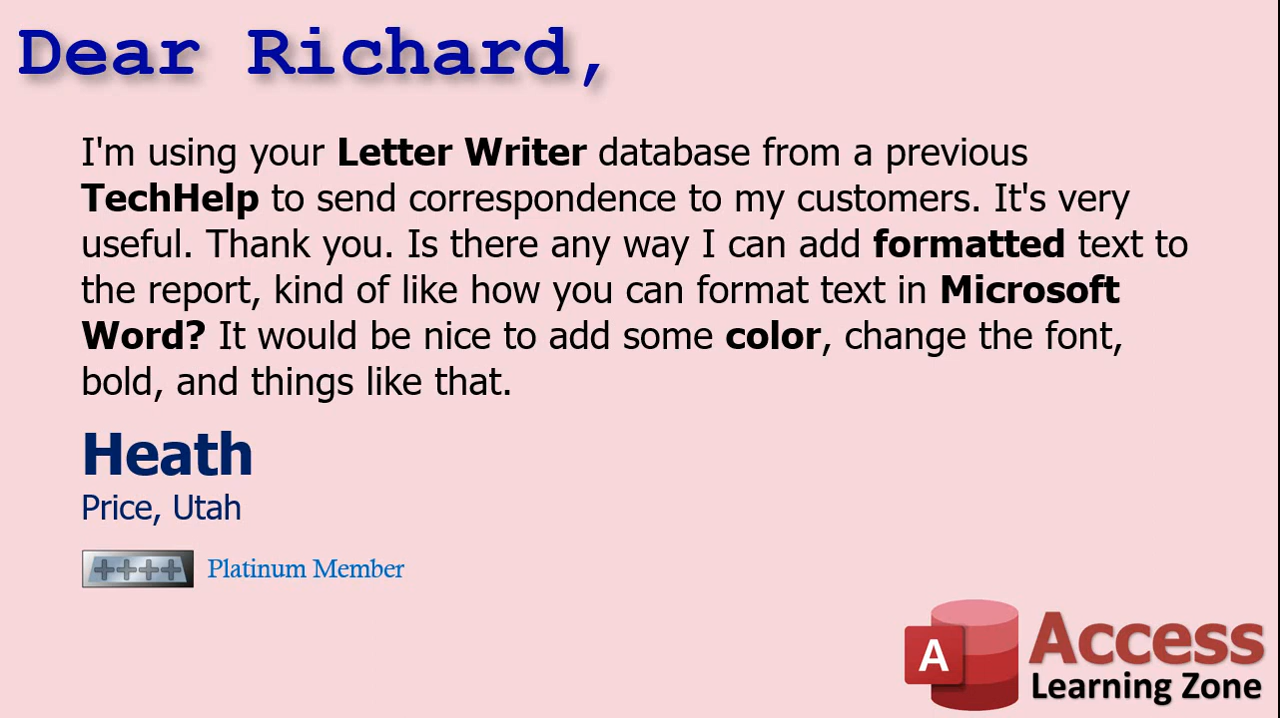 Dear Richard,
I'm using your Letter Writer database from a previous
TechHelp to send correspondence to my customers. It's very
useful. Thank you. Is there any way I can add formatted text to
the report, kind of like how you can format text in Microsoft
Word? It would be nice to add some color, change the font,
bold, and things like that.
Heath
Price, Utah
Platinum Member
A
Access
Learning Zone